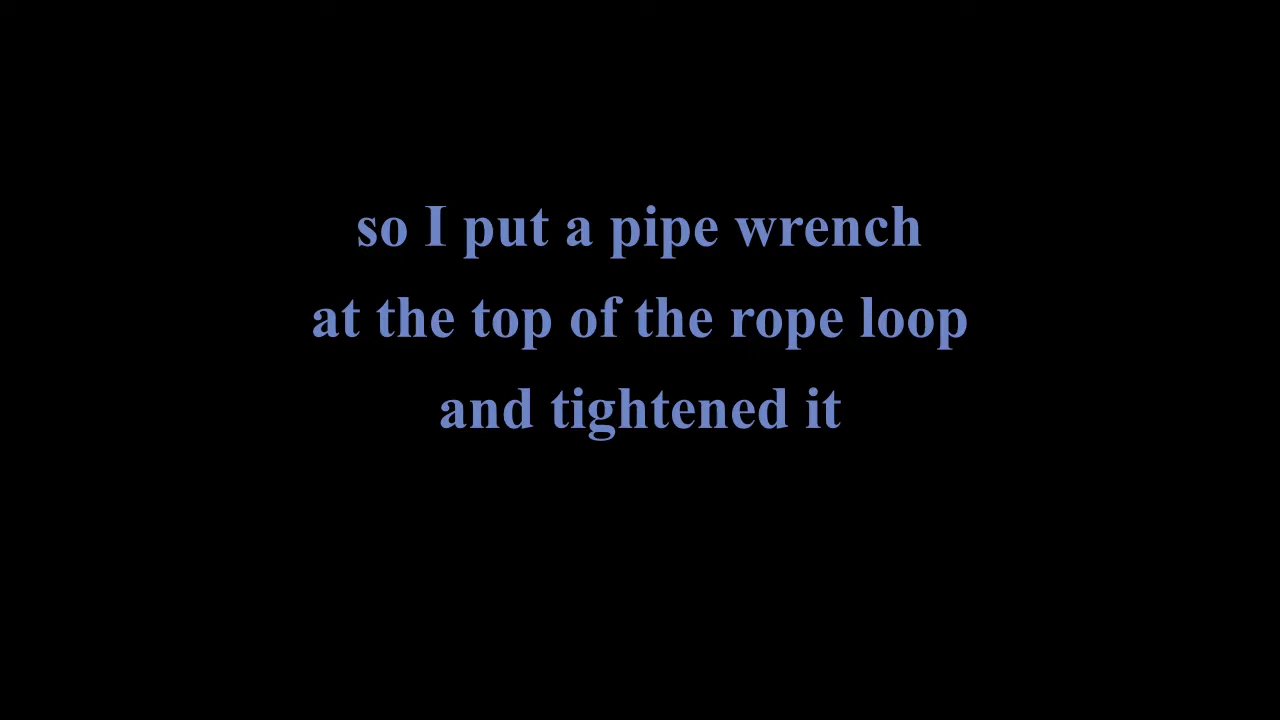 so I put a pipe wrench
at the top of the rope loop
and tightened it